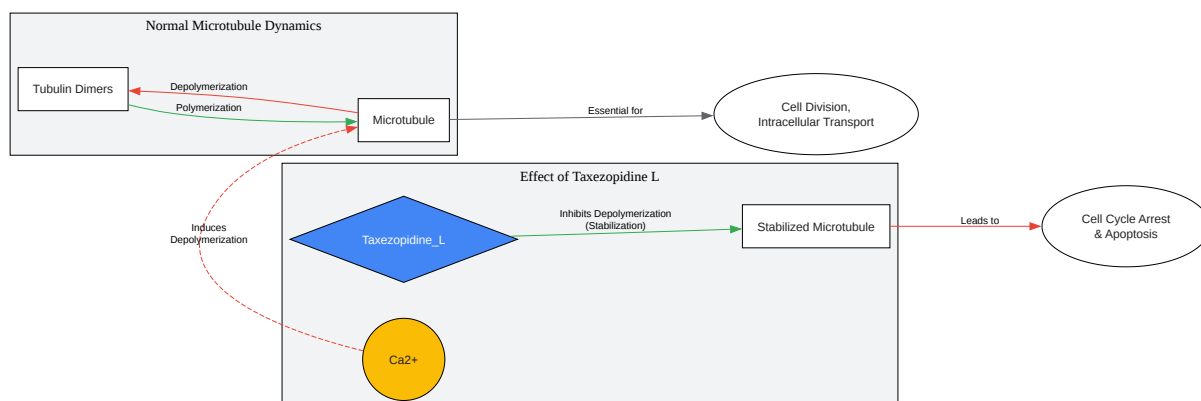 Normal Microtubule Dynamics
Tubulin Dimers
Depolymerization
Polymerization
Microtubule
Essential for
Cell Division,
Intracellular Transport
Induces
Depolymerization
Effect of Taxezopidine L
Taxezopidine_L
Inhibits Depolymerization
(Stabilization)
Stabilized Microtubule
Leads to
Cell Cycle Arrest
& Apoptosis
Ca2+